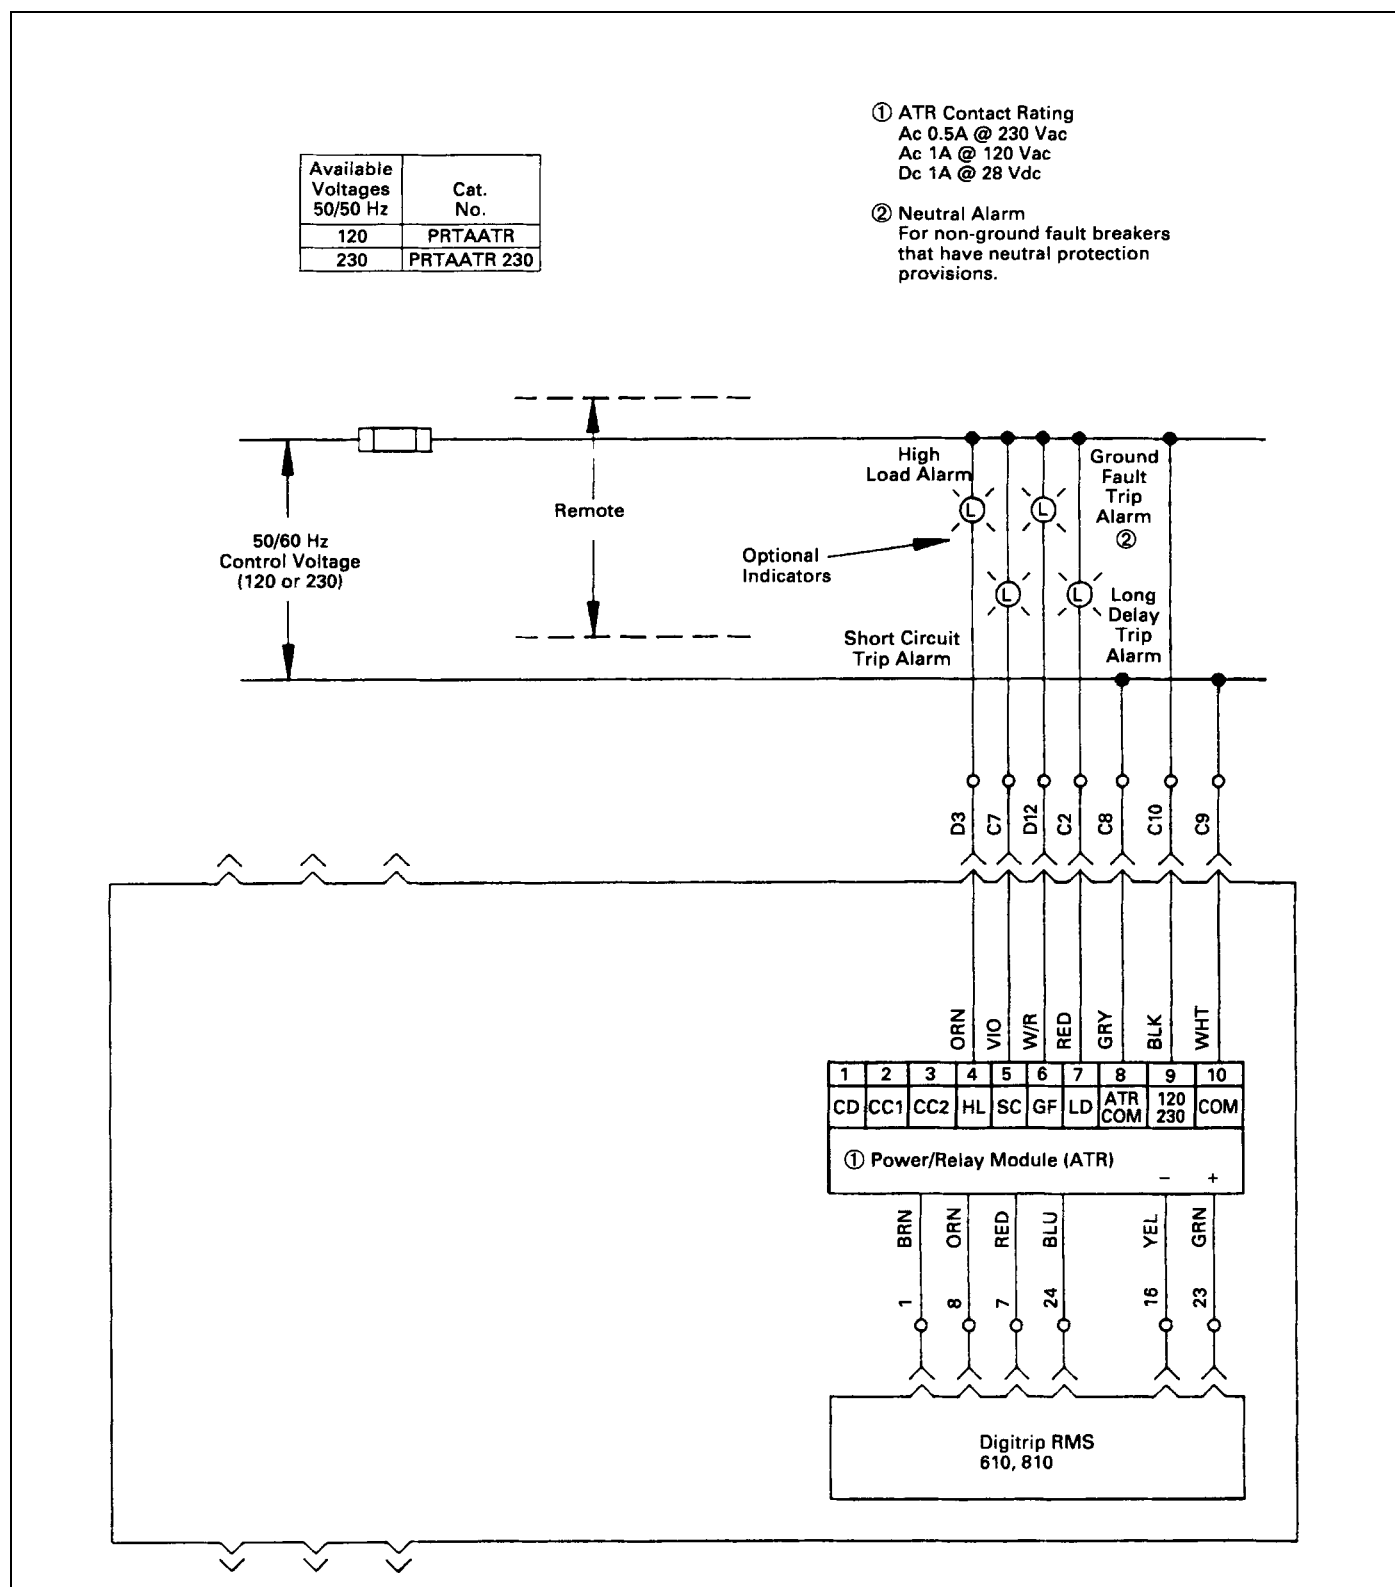 ① ATR Contact Rating
Ac 0.5A @ 230 Vac
Ac 1A @ 120 Vac
Dc 1A @ 28 Vdc
② Neutral Alarm
For non-ground fault breakers
that have neutral protection
provisions.
Available
Voltages
50/50 Hz
Cat.
No.
120 PRTAATR
230 PRTAATR 230
High
Load Alarm
Ground
Fault
Trip
Alarm
②
L L
Remote
50/60 Hz
Control Voltage
(120 or 230)
Optional
Indicators
L L
Long
Delay
Trip
Alarm
Short Circuit
Trip Alarm
D3 C7 D12 C2 C8 C10 C9
ORN VIO W/R RED GRY BLK WHT
1 2 3 4 5 6 7 8 9 10
CD CC1 CC2 HL SC GF LD ATR COM 120 230 COM
① Power/Relay Module (ATR)
– +
BRN ORN RED BLU YEL GRN
1 8 7 24 16 23
Digitrip RMS
610, 810